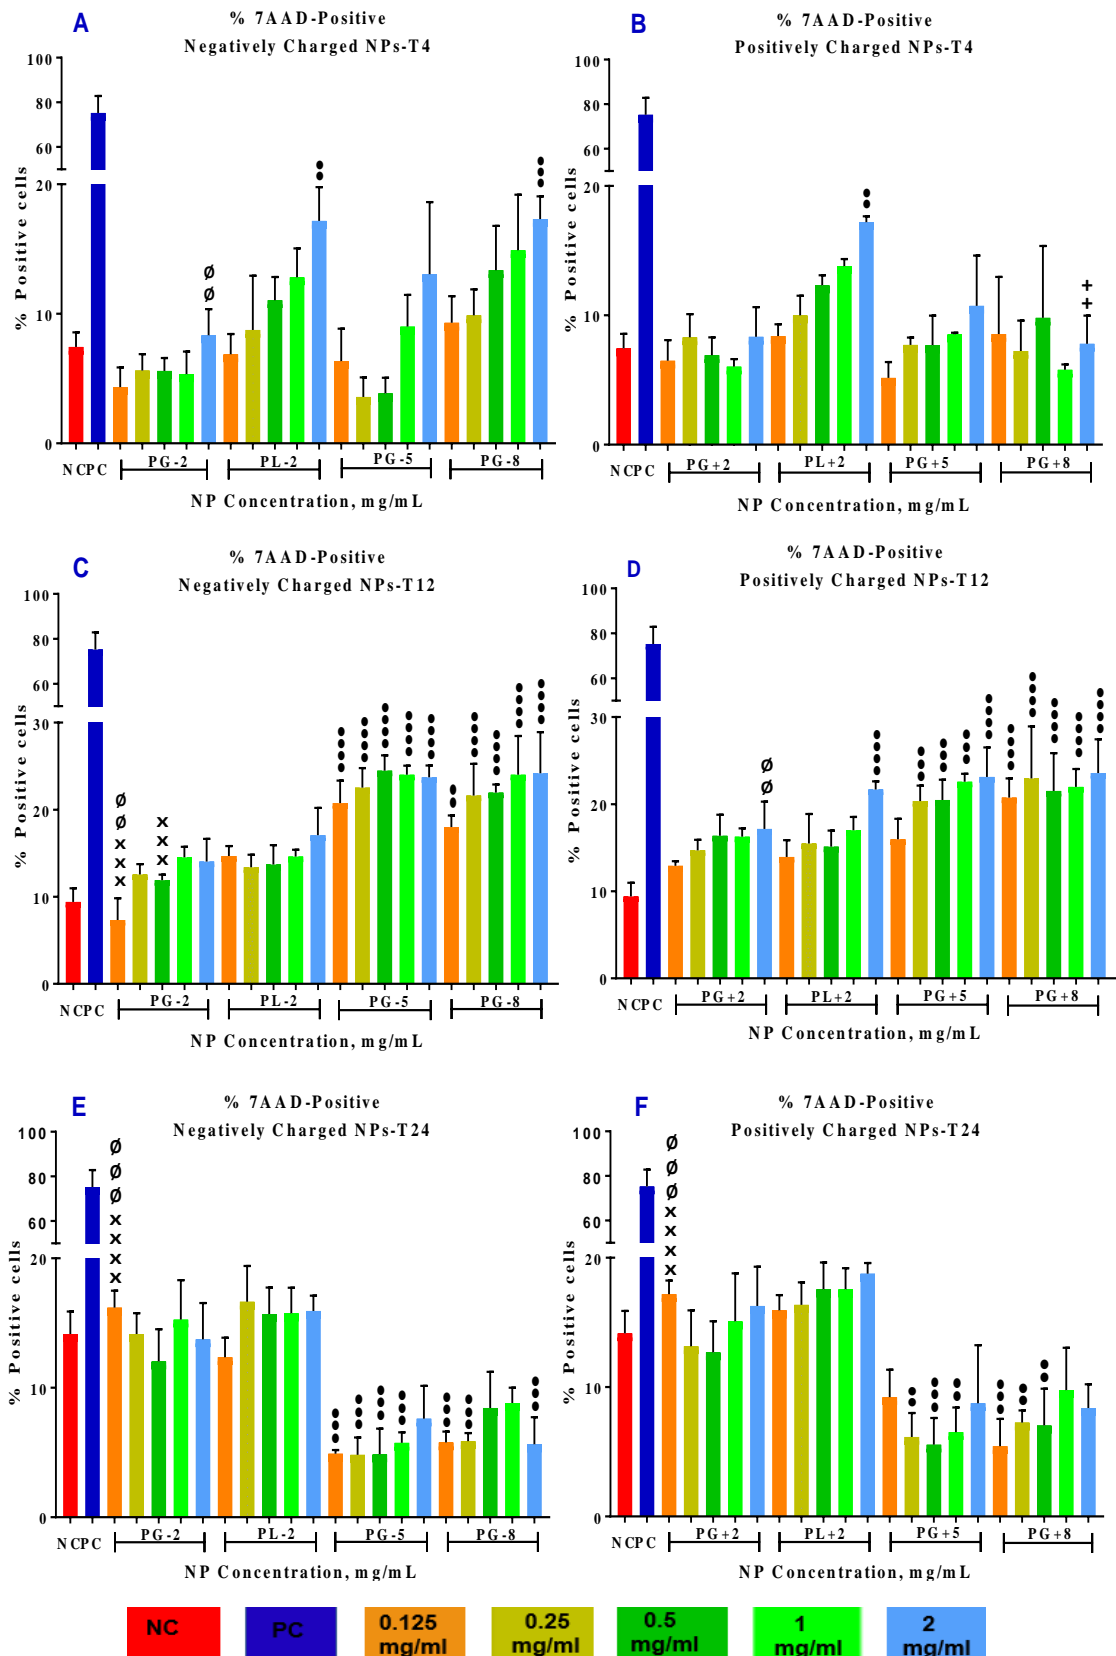 A
% 7AAD-Positive
Negatively Charged NPs-T4
% Positive cells
100
80
60
20
10
0
NC PC PG-2 PL-2 PG-5 PG-8
ø ø
•• •••
NP Concentration, mg/mL
B
% 7AAD-Positive
Positively Charged NPs-T4
% Positive cells
100
80
60
20
10
0
NC PC PG+2 PL+2 PG+5 PG+8
•• ++
NP Concentration, mg/mL
C
% 7AAD-Positive
Negatively Charged NPs-T12
% Positive cells
100
80
60
30
20
10
0
øøxxx xxx •••• •••• •••• •••• •••• •• •••• •••• •••• ••••
NC PC PG-2 PL-2 PG-5 PG-8
NP Concentration, mg/mL
D
% 7AAD-Positive
Positively Charged NPs-T12
% Positive cells
100
80
60
30
20
10
0
øø •••• ••• ••• ••• •••• •••• •••• •••• •••• ••••
NC PC PG+2 PL+2 PG+5 PG+8
NP Concentration, mg/mL
E
% 7AAD-Positive
Negatively Charged NPs-T24
% Positive cells
100
80
60
20
10
0
øøøxxxx ••• ••• ••• ••• ••• ••• •••
NC PC PG-2 PL-2 PG-5 PG-8
NP Concentration, mg/mL
F
% 7AAD-Positive
Positively Charged NPs-T24
% Positive cells
100
80
60
20
10
0
øøøxxxx •• ••• •• ••• •• ••
NC PC PG+2 PL+2 PG+5 PG+8
NP Concentration, mg/mL
NC
PC
0.125 mg/ml
0.25 mg/ml
0.5 mg/ml
1 mg/ml
2 mg/ml